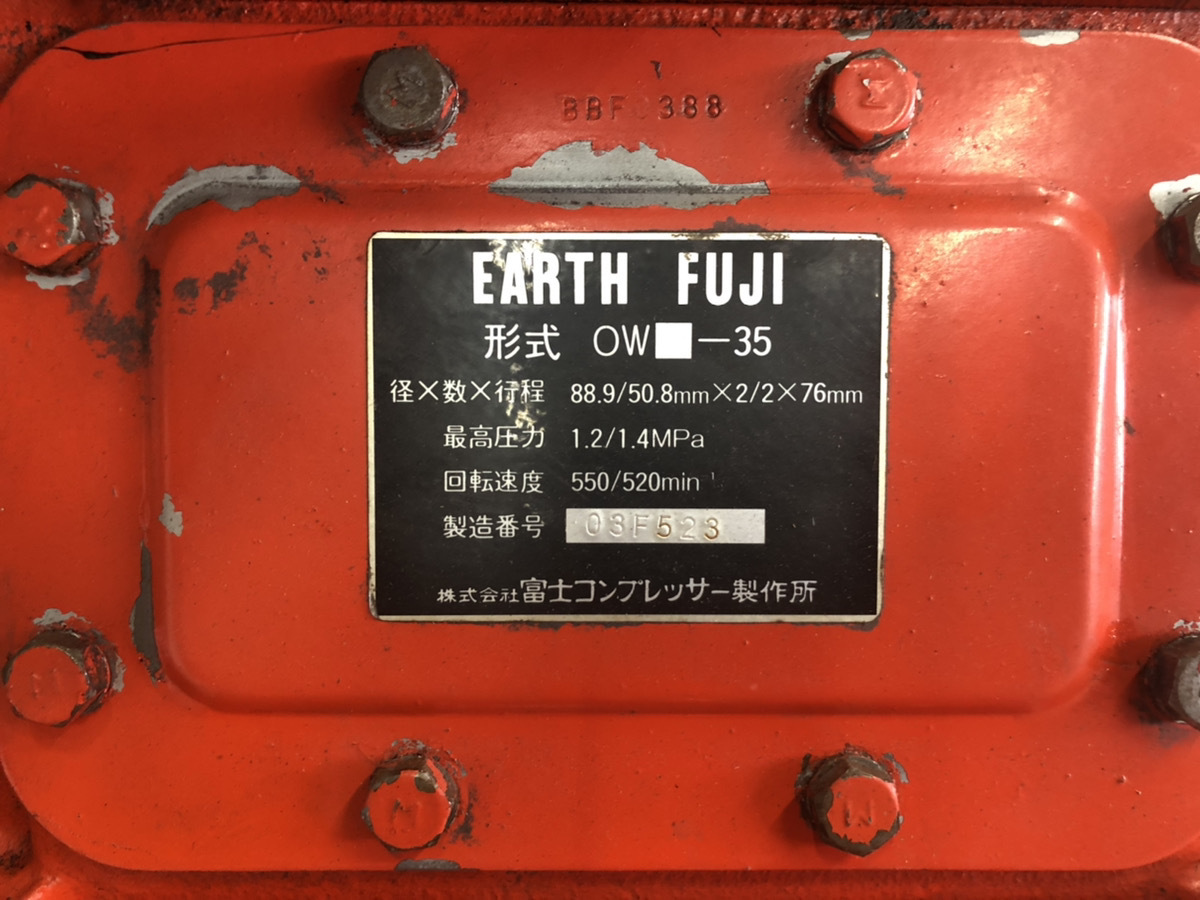 388
EARTH FUJI
形式 OW■-35
径×数×行程 88.9/50.8mm×2/2×76mm
最高圧力 1.2/1.4MPa
回転速度 550/520min
製造番号 03F523
株式会社富士コンプレッサー製作所